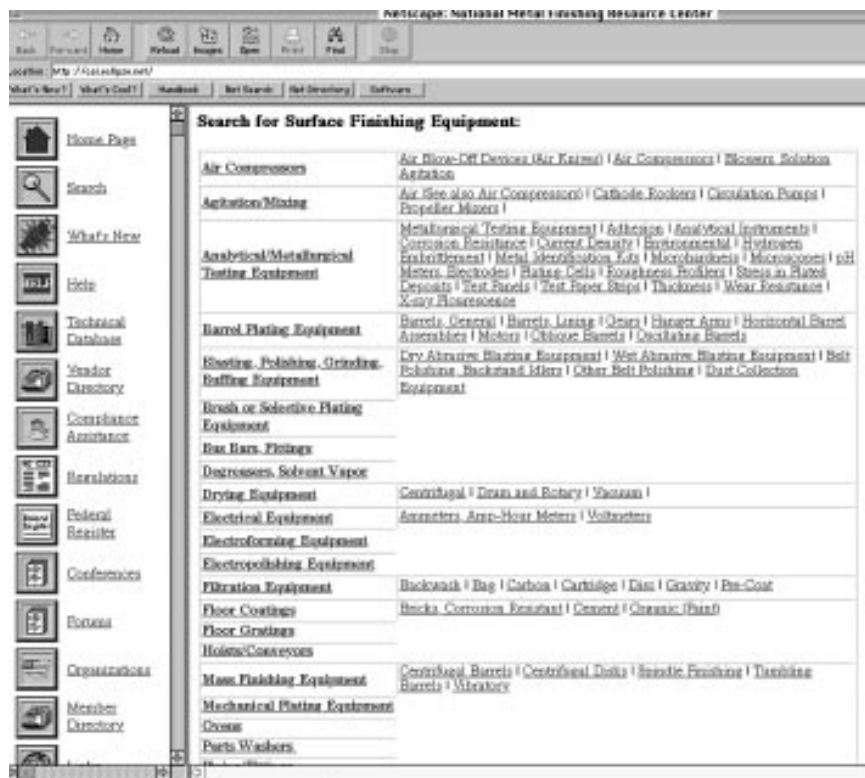 Netscape: National Metal Finishing Resource Center
Back Forward Home Reload Images Open Print Find Stop
Location:
What's New? What's Cool? Handbook Net Search Net Directory Software
Search for Surface Finishing Equipment:
Home Page
Search
What's New
Help
Technical
Database
Vendor
Directory
Compliance
Assistance
Regulations
Federal
Register
Conferences
Forums
Organizations
Member
Directory
Links
Air Compressors
Air Blow-Off Devices (Air Knives) | Air Compressors | Blowers, Solution
Agitation
Agitation/Mixing
Air (See also Air Compressors) | Cathode Rockers | Circulation Pumps |
Propeller Mixers |
Analytical/Metallurgical
Testing Equipment
Metallurgical Testing Equipment | Adhesion | Analytical Instruments |
Corrosion Resistance | Current Density | Environmental | Hydrogen
Embrittlement | Metal Identification Kits | Microhardness | Microscopes | pH
Meters, Electrodes | Plating Cells | Roughness Profilers | Stress in Plated
Deposits | Test Panels | Test Paper Strips | Thickness | Wear Resistance |
X-ray Flourescence
Barrel Plating Equipment
Barrels, General | Barrels, Lining | Gears | Hanger Arms | Horizontal Barrel
Assemblies | Motors | Oblique Barrels | Oscillating Barrels
Blasting, Polishing, Grinding,
Buffing Equipment
Dry Abrasive Blasting Equipment | Wet Abrasive Blasting Equipment | Belt
Polishing, Backstand Idlers | Other Belt Polishing | Dust Collection
Equipment
Brush or Selective Plating
Equipment
Bus Bars, Fittings
Degreasers, Solvent Vapor
Drying Equipment
Centrifugal | Drum and Rotary | Vacuum |
Electrical Equipment
Ammeters, Amp-Hour Meters | Voltmeters
Electroforming Equipment
Electropolishing Equipment
Filtration Equipment
Backwash | Bag | Carbon | Cartridge | Disc | Gravity | Pre-Coat
Floor Coatings
Bricks, Corrosion Resistant | Cement | Organic (Paint)
Floor Gratings
Hoists/Conveyors
Mass Finishing Equipment
Centrifugal Barrels | Centrifugal Disks | Spindle Finishing | Tumbling
Barrels | Vibratory
Mechanical Plating Equipment
Ovens
Parts Washers,